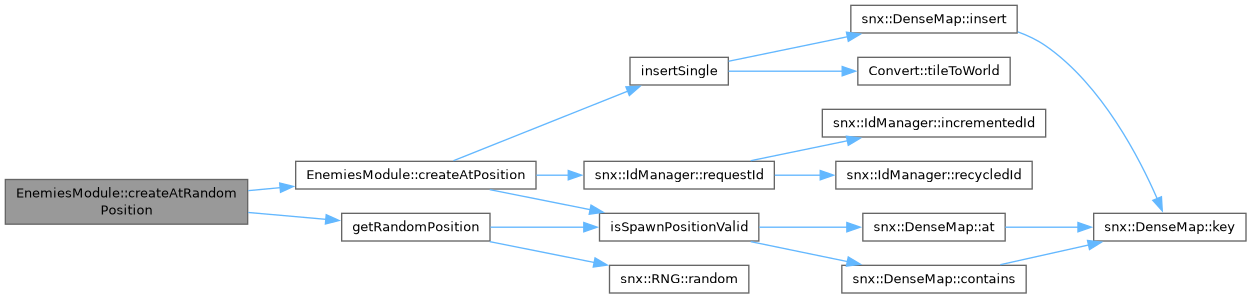 EnemiesModule::createAtRandom
Position
EnemiesModule::createAtPosition
getRandomPosition
insertSingle
snx::IdManager::requestId
isSpawnPositionValid
snx::RNG::random
snx::DenseMap::insert
Convert::tileToWorld
snx::IdManager::incrementedId
snx::IdManager::recycledId
snx::DenseMap::at
snx::DenseMap::contains
snx::DenseMap::key